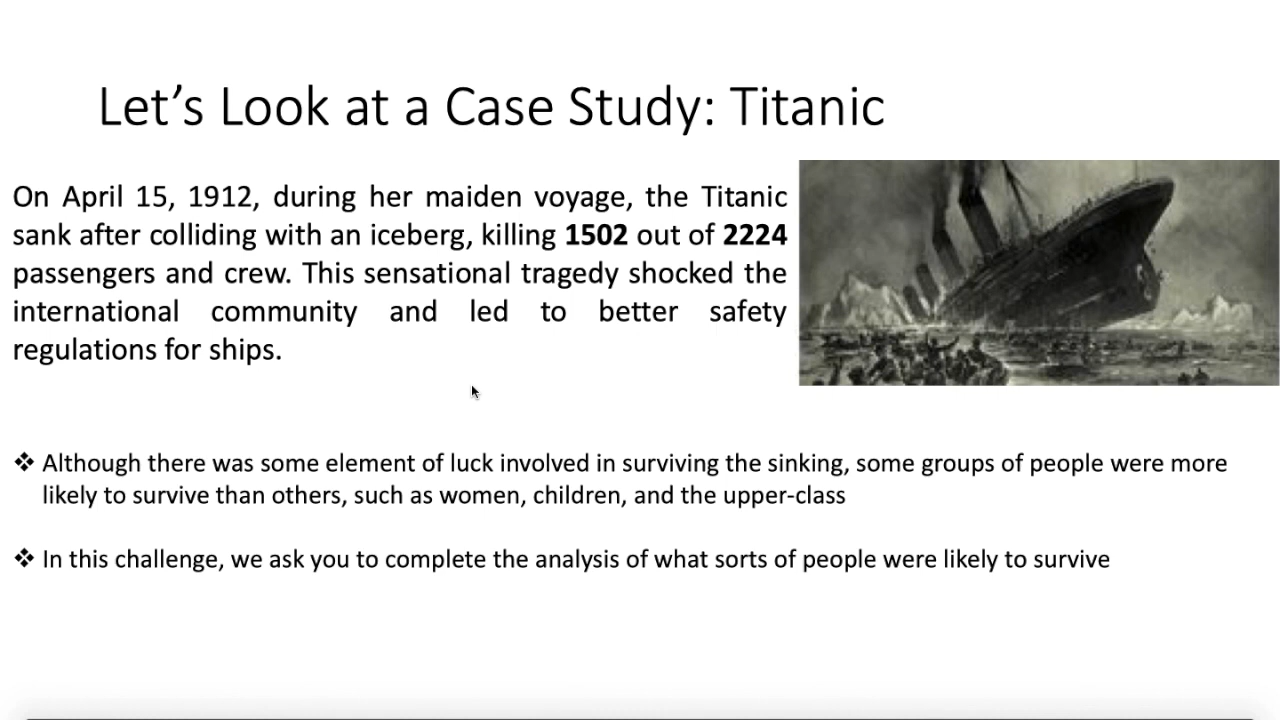 Let’s Look at a Case Study: Titanic
On April 15, 1912, during her maiden voyage, the Titanic
sank after colliding with an iceberg, killing 1502 out of 2224
passengers and crew. This sensational tragedy shocked the
international community and led to better safety
regulations for ships.
❖ Although there was some element of luck involved in surviving the sinking, some groups of people were more
likely to survive than others, such as women, children, and the upper-class
❖ In this challenge, we ask you to complete the analysis of what sorts of people were likely to survive